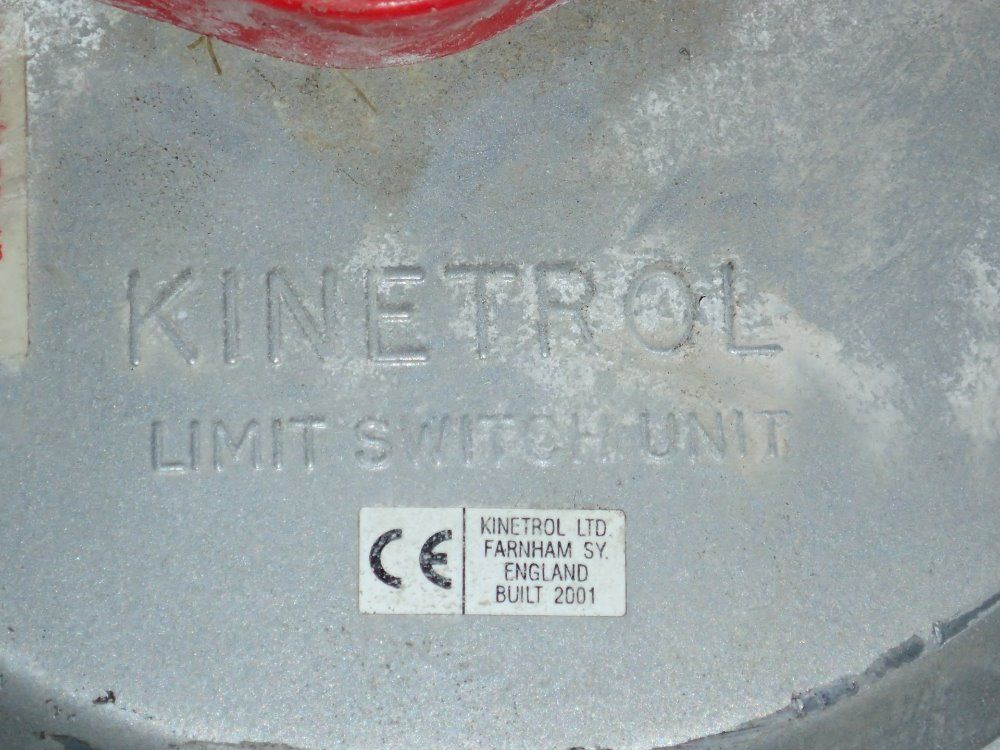 KINETROL
LIMIT SWITCH UNIT
CE
KINETROL LTD.
FARNHAM SY.
ENGLAND
BUILT 2001